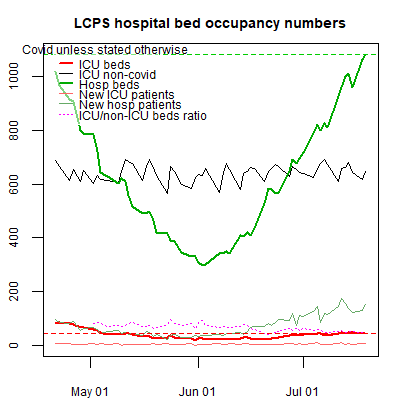 LCPS hospital bed occupancy numbers
Covid unless stated otherwise
ICU beds
ICU non-covid
Hosp beds
New ICU patients
New hosp patients
ICU/non-ICU beds ratio
1000
800
600
400
200
0
May 01
Jun 01
Jul 01